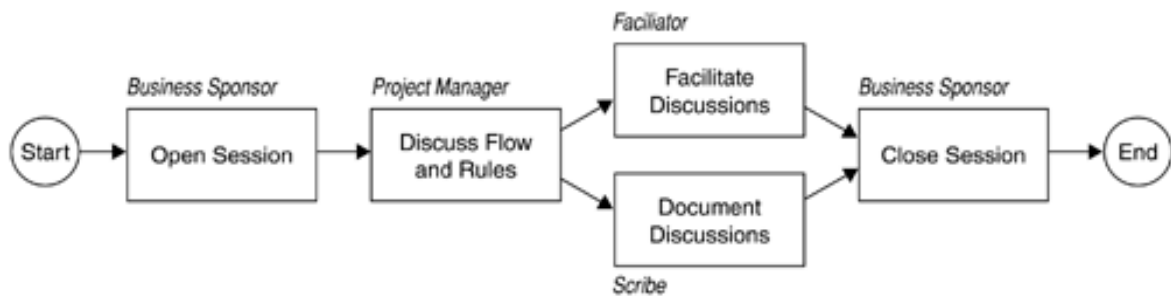 Start
Business Sponsor
Open Session
Project Manager
Discuss Flow
and Rules
Faciliator
Facilitate
Discussions
Document
Discussions
Scribe
Business Sponsor
Close Session
End